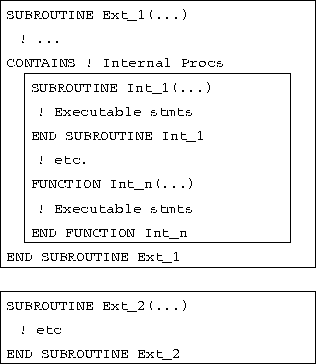 SUBROUTINE Ext_1(...)
! ...
CONTAINS ! Internal Procs
SUBROUTINE Int_1(...)
! Executable stmts
END SUBROUTINE Int_1
! etc.
FUNCTION Int_n(...)
! Executable stmts
END FUNCTION Int_n
END SUBROUTINE Ext_1
SUBROUTINE Ext_2(...)
! etc
END SUBROUTINE Ext_2